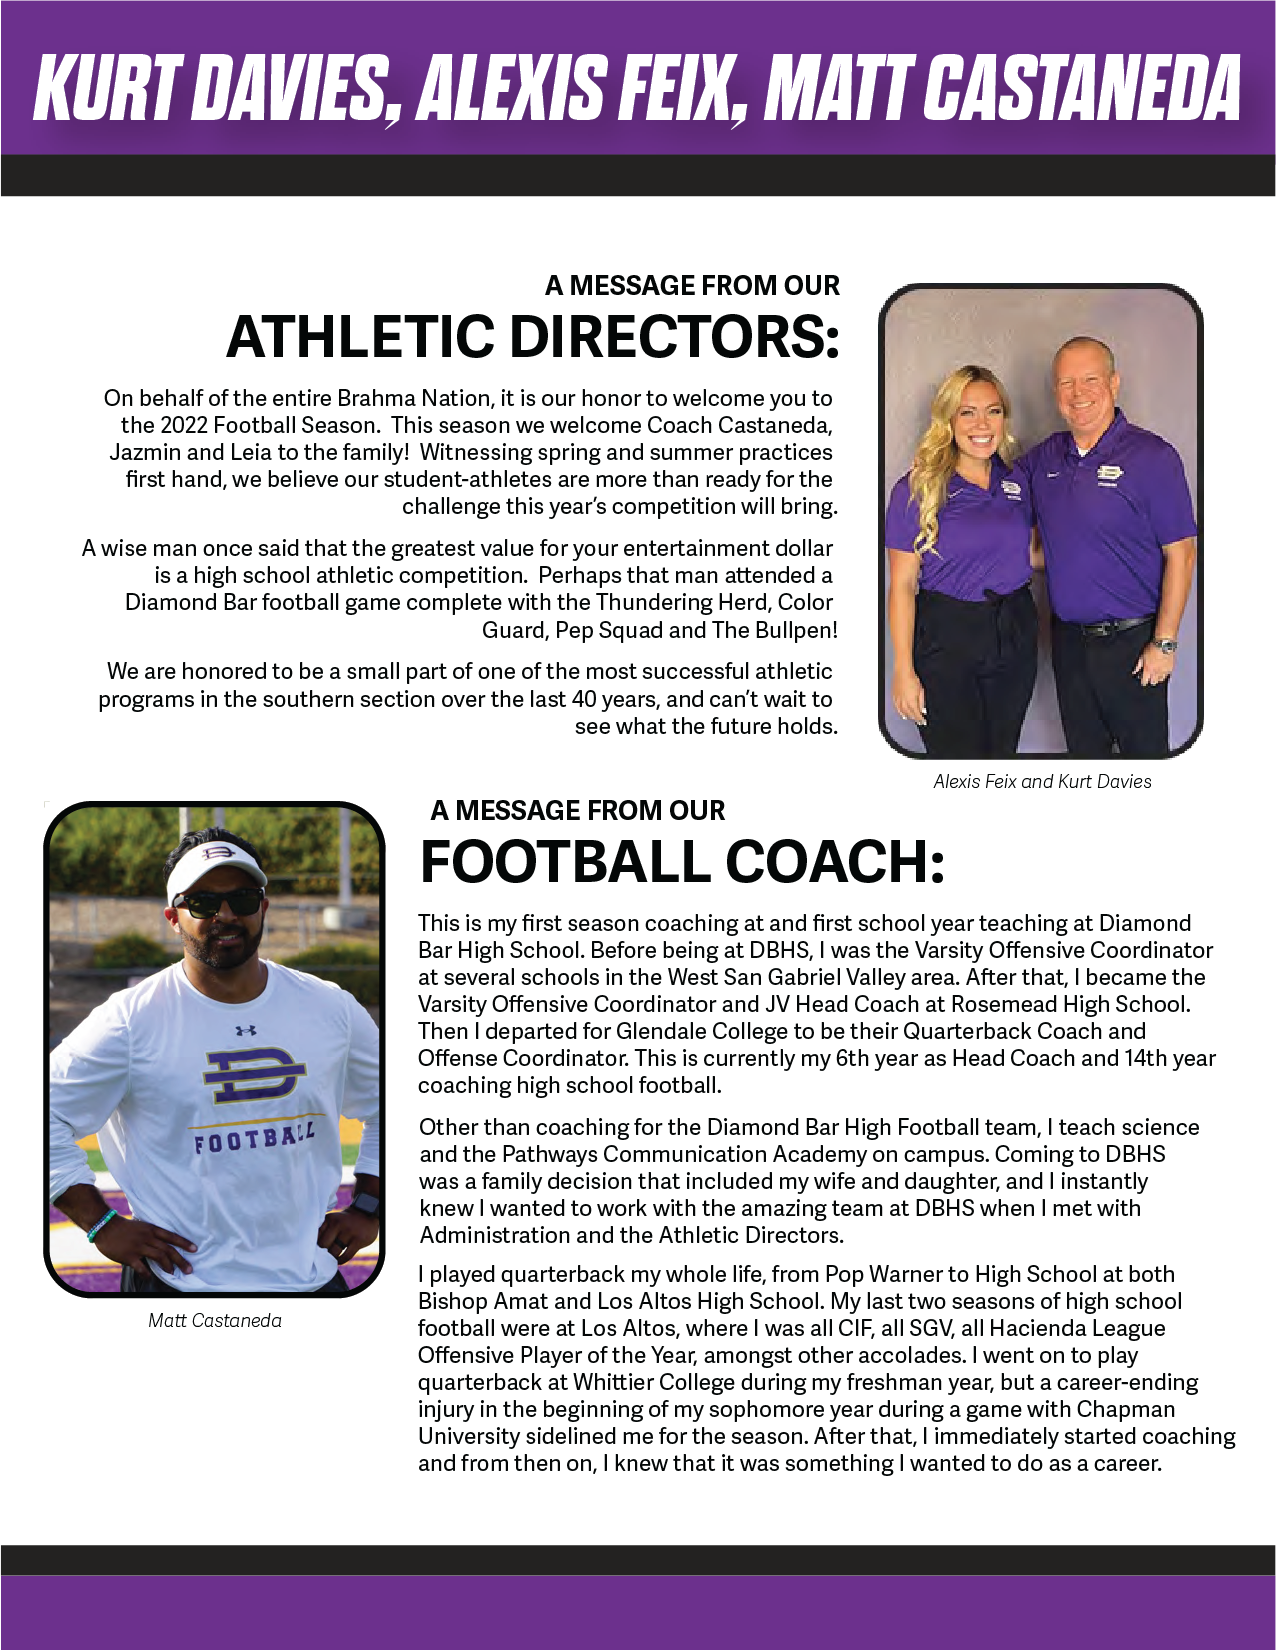 KURT DAVIES, ALEXIS FEIX, MATT CASTANEDA
A MESSAGE FROM OUR
ATHLETIC DIRECTORS:
On behalf of the entire Brahma Nation, it is our honor to welcome you to
the 2022 Football Season.  This season we welcome Coach Castaneda,
Jazmin and Leia to the family!  Witnessing spring and summer practices
first hand, we believe our student-athletes are more than ready for the
challenge this year’s competition will bring.
A wise man once said that the greatest value for your entertainment dollar
is a high school athletic competition.  Perhaps that man attended a
Diamond Bar football game complete with the Thundering Herd, Color
Guard, Pep Squad and The Bullpen!
We are honored to be a small part of one of the most successful athletic
programs in the southern section over the last 40 years, and can’t wait to
see what the future holds.
Alexis Feix and Kurt Davies
A MESSAGE FROM OUR
FOOTBALL COACH:
This is my first season coaching at and first school year teaching at Diamond
Bar High School. Before being at DBHS, I was the Varsity Offensive Coordinator
at several schools in the West San Gabriel Valley area. After that, I became the
Varsity Offensive Coordinator and JV Head Coach at Rosemead High School.
Then I departed for Glendale College to be their Quarterback Coach and
Offense Coordinator. This is currently my 6th year as Head Coach and 14th year
coaching high school football.
Other than coaching for the Diamond Bar High Football team, I teach science
and the Pathways Communication Academy on campus. Coming to DBHS
was a family decision that included my wife and daughter, and I instantly
knew I wanted to work with the amazing team at DBHS when I met with
Administration and the Athletic Directors.
I played quarterback my whole life, from Pop Warner to High School at both
Bishop Amat and Los Altos High School. My last two seasons of high school
football were at Los Altos, where I was all CIF, all SGV, all Hacienda League
Offensive Player of the Year, amongst other accolades. I went on to play
quarterback at Whittier College during my freshman year, but a career-ending
injury in the beginning of my sophomore year during a game with Chapman
University sidelined me for the season. After that, I immediately started coaching
and from then on, I knew that it was something I wanted to do as a career.
D
FOOTBALL
Matt Castaneda